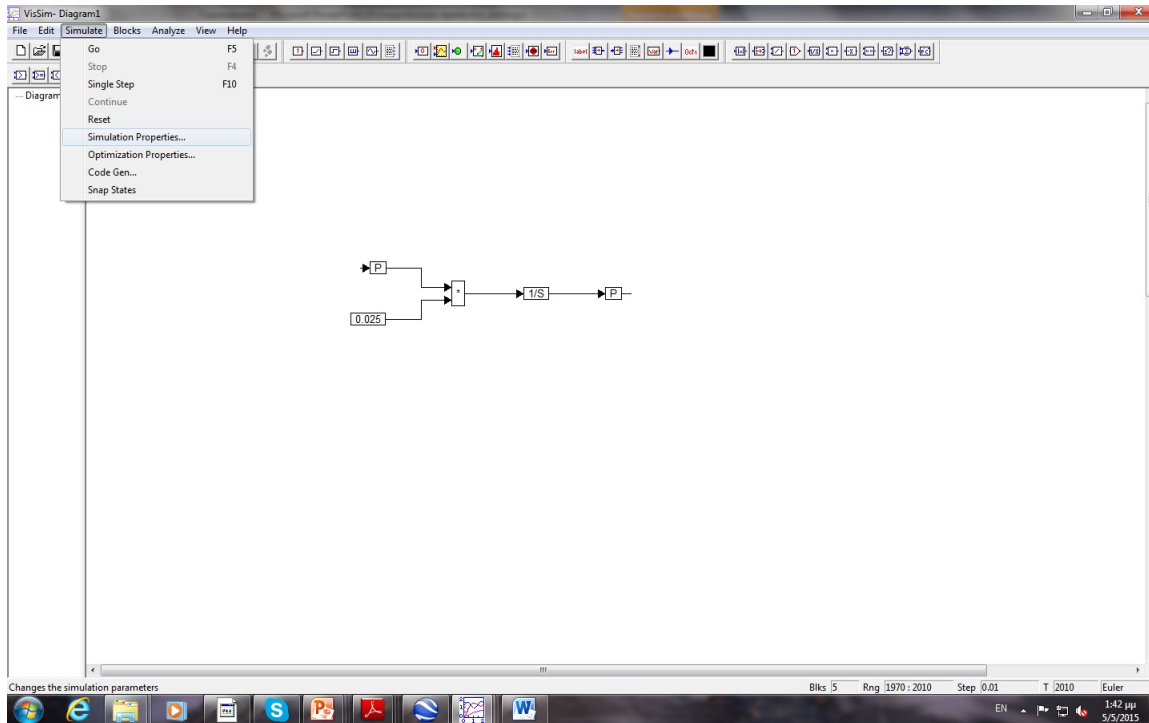 VisSim- Diagram1
File Edit Simulate Blocks Analyze View Help
Go F5
Stop F4
Single Step F10
Continue
Reset
Simulation Properties...
Optimization Properties...
Code Gen...
Snap States
Diagram
P
*
1/S
P
0.025
Changes the simulation parameters
Blks 5 Rng 1970 : 2010 Step 0.01 T 2010 Euler
EN
1:42 μμ
5/5/2015